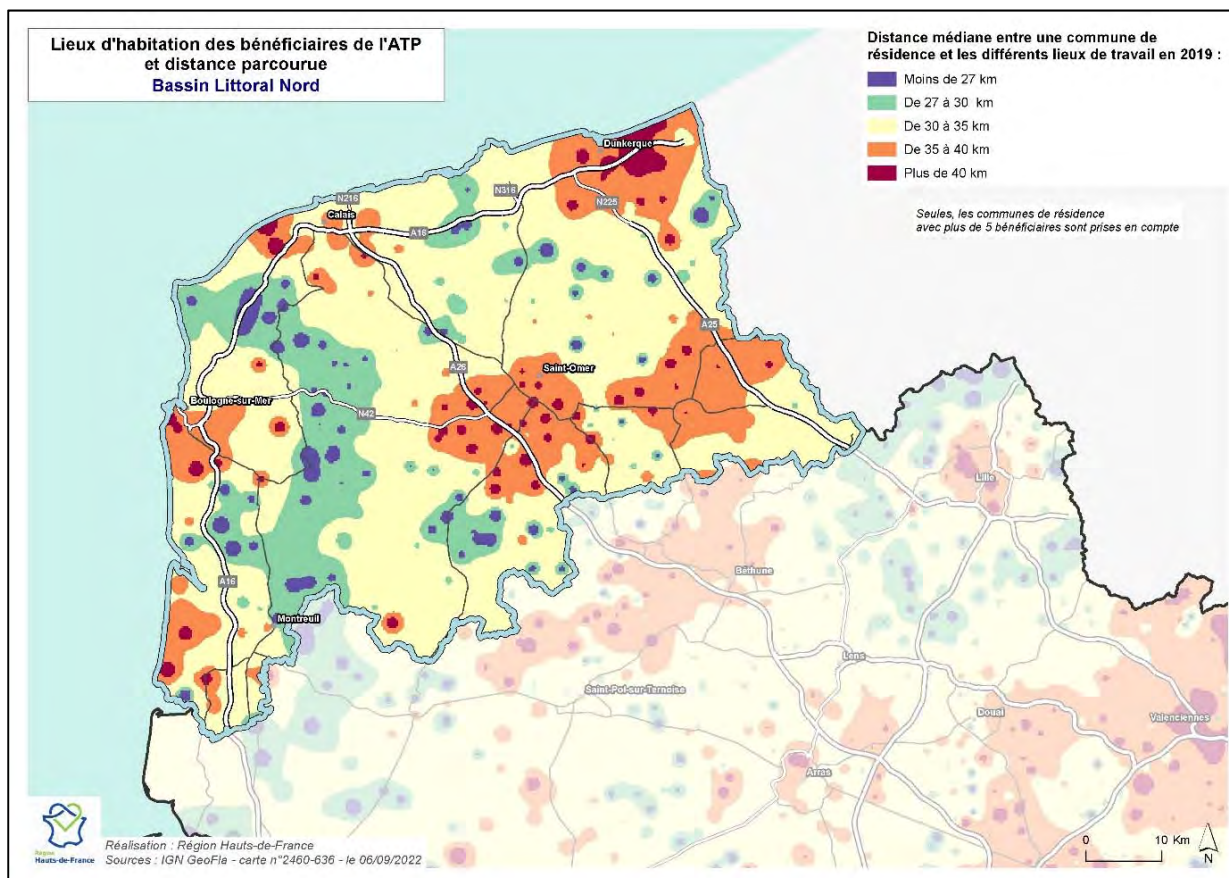 Lieux d'habitation des bénéficiaires de l'ATP
et distance parcourue
Bassin Littoral Nord
Distance médiane entre une commune de
résidence et les différents lieux de travail en 2019 :
Moins de 27 km
De 27 à 30 km
De 30 à 35 km
De 35 à 40 km
Plus de 40 km
Seules, les communes de résidence
avec plus de 5 bénéficiaires sont prises en compte
Dunkerque
N316
N216
Calais
N225
A16
A25
A26
Saint-Omer
Boulogne-sur-Mer
N42
Lille
A16
Béthune
Montreuil
Lens
Saint-Pol-sur-Ternoise
Douai
Valenciennes
Arras
Région
Hauts-de-France
Réalisation : Région Hauts-de-France
Sources : IGN GeoFla - carte n°2460-636 - le 06/09/2022
0 10 Km
N